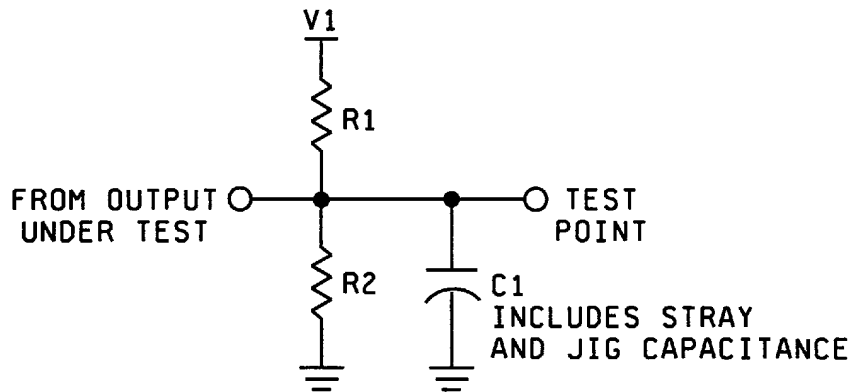 V1
R1
FROM OUTPUT
UNDER TEST
TEST
POINT
R2
C1
INCLUDES STRAY
AND JIG CAPACITANCE